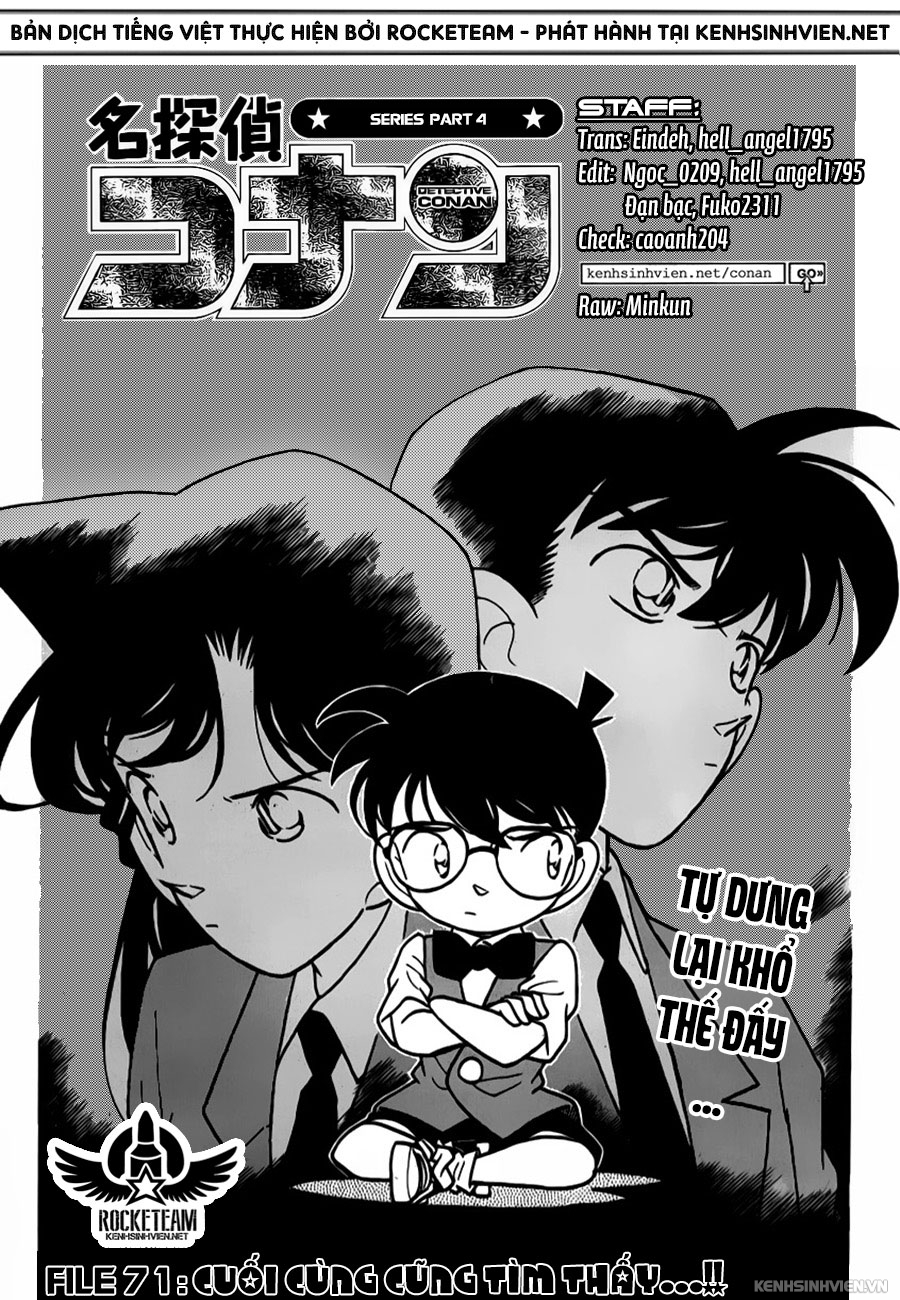 BẢN DỊCH TIẾNG VIỆT THỰC HIỆN BỞI ROCKETEAM - PHÁT HÀNH TẠI KENHSINHVIEN.NET
名探偵
SERIES PART 4
コナン
DETECTIVE
CONAN
STAFF:
Trans: Eindeh, hell_angel1795
Edit: Ngoc_0209, hell_angel1795
Đạn bạc, Fuko2311
Check: caoanh204
kenhsinhvien.net/conan GO»
Raw: Minkun
TỰ DƯNG
LẠI KHỔ
THẾ ĐẤY
...
ROCKETEAM
KENHSINHVIEN.NET
FILE 71: CUỐI CÙNG CŨNG TÌM THẤY...!!
KENHSINHVIEN.VN